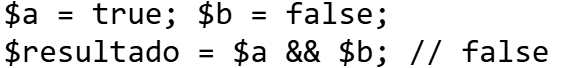 $a = true; $b = false;
$resultado = $a && $b; // false